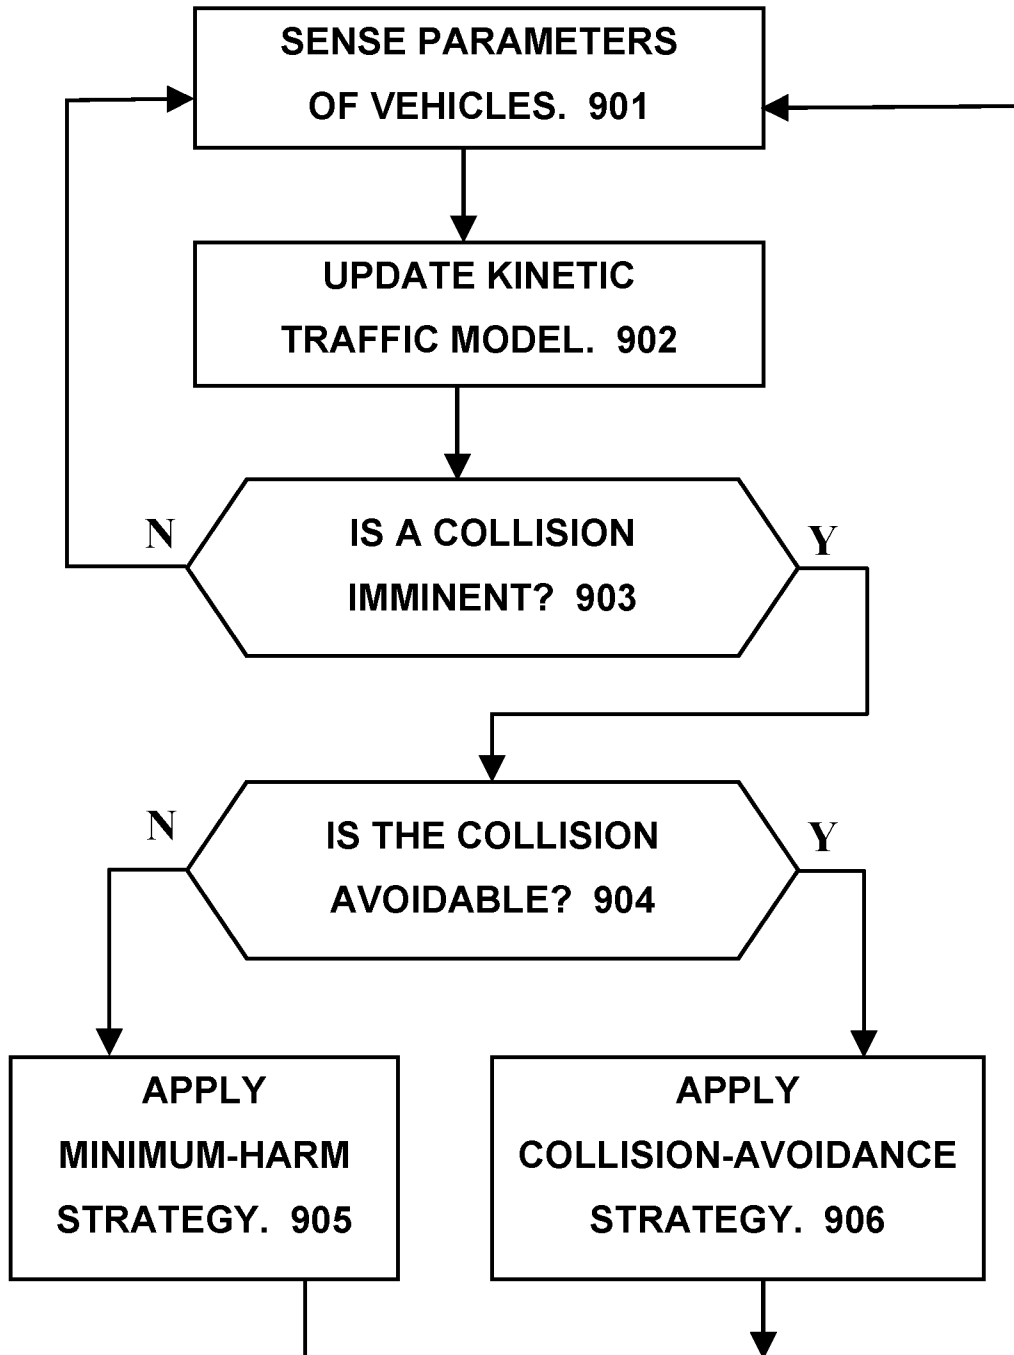 SENSE PARAMETERS
OF VEHICLES. 901
UPDATE KINETIC
TRAFFIC MODEL. 902
N
IS A COLLISION
IMMINENT? 903
Y
N
IS THE COLLISION
AVOIDABLE? 904
Y
APPLY
MINIMUM-HARM
STRATEGY. 905
APPLY
COLLISION-AVOIDANCE
STRATEGY. 906